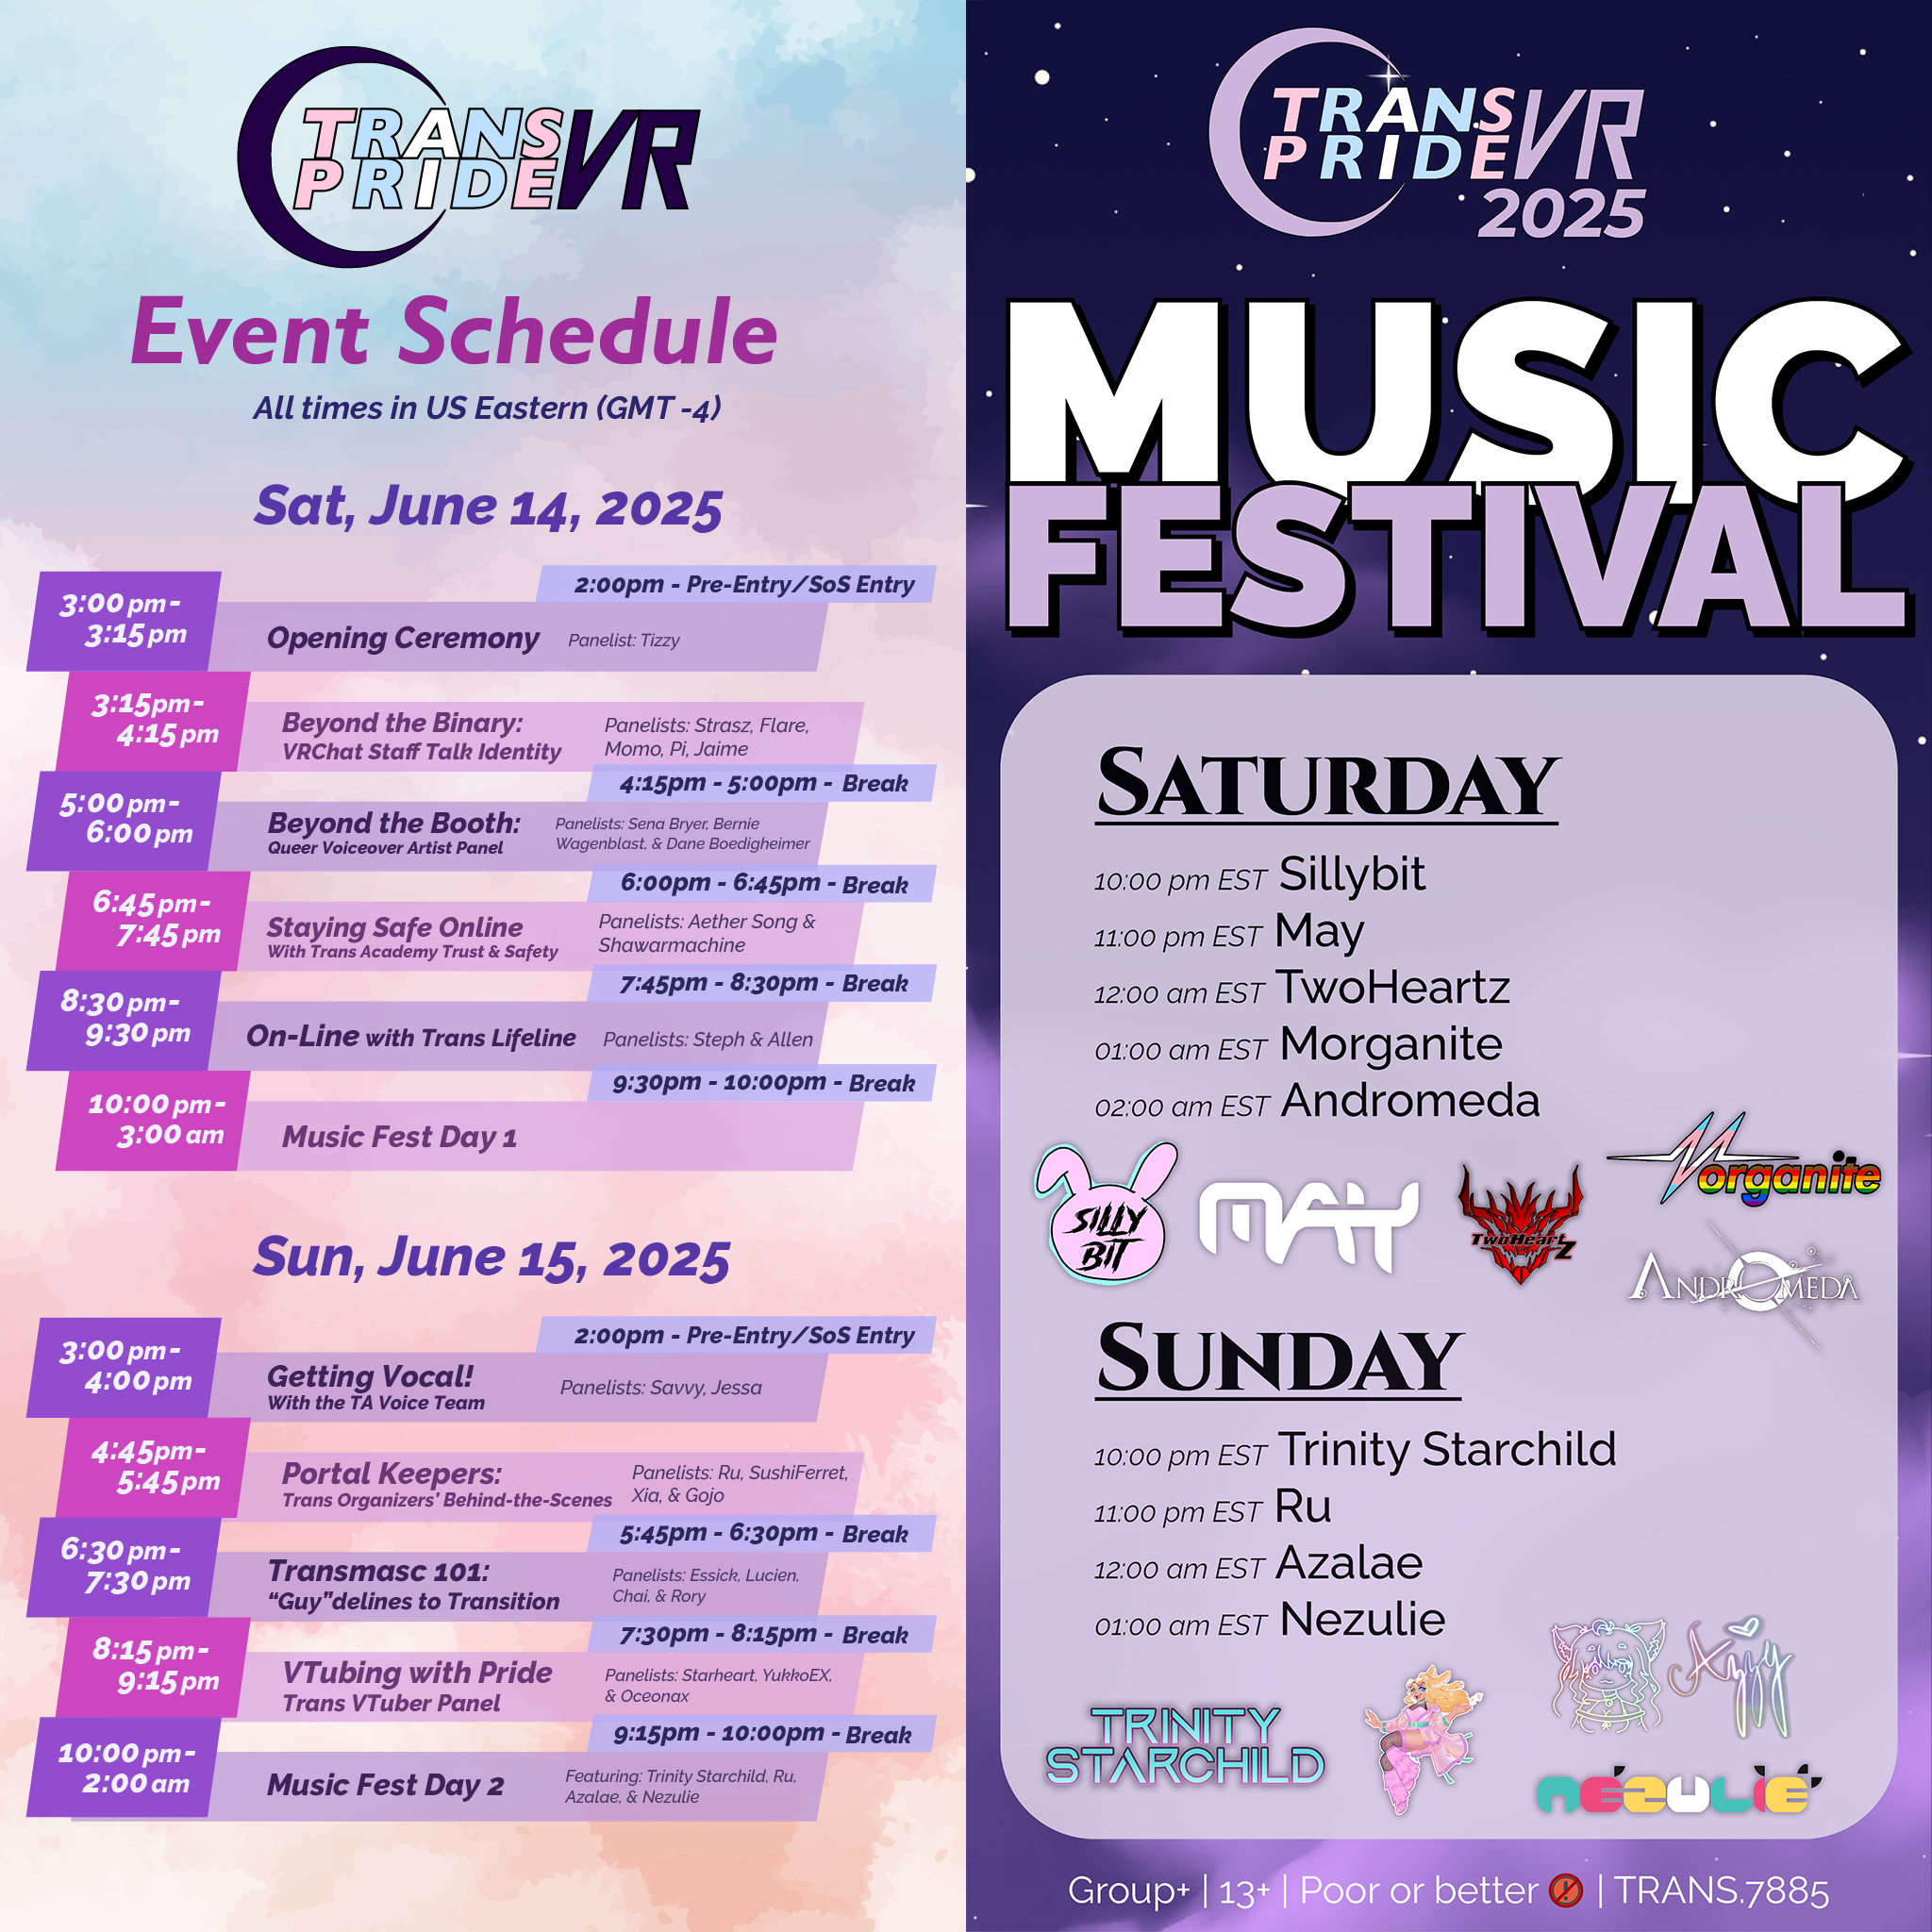 TRANS
PRIDE VR
Event Schedule
All times in US Eastern (GMT -4)
Sat, June 14, 2025
2:00pm - Pre-Entry/SoS Entry
3:00 pm-
3:15 pm
Opening Ceremony
Panelist: Tizzy
3:15pm-
4:15 pm
Beyond the Binary:
VRChat Staff Talk Identity
Panelists: Strasz, Flare,
Momo, Pi, Jaime
4:15pm - 5:00pm - Break
5:00 pm-
6:00 pm
Beyond the Booth:
Queer Voiceover Artist Panel
Panelists: Sena Bryer, Bernie
Wagenblast, & Dane Boedigheimer
6:00pm - 6:45pm - Break
6:45 pm-
7:45 pm
Staying Safe Online
With Trans Academy Trust & Safety
Panelists: Aether Song &
Shawarmachine
7:45pm - 8:30pm - Break
8:30 pm-
9:30 pm
On-Line with Trans Lifeline
Panelists: Steph & Allen
9:30pm - 10:00pm - Break
10:00 pm-
3:00 am
Music Fest Day 1
Sun, June 15, 2025
2:00pm - Pre-Entry/SoS Entry
3:00 pm-
4:00 pm
Getting Vocal!
With the TA Voice Team
Panelists: Savvy, Jessa
4:45pm-
5:45 pm
Portal Keepers:
Trans Organizers' Behind-the-Scenes
Panelists: Ru, SushiFerret,
Xia, & Gojo
5:45pm - 6:30pm - Break
6:30 pm-
7:30 pm
Transmasc 101:
“Guy”delines to Transition
Panelists: Essick, Lucien,
Chai, & Rory
7:30pm - 8:15pm - Break
8:15 pm-
9:15 pm
VTubing with Pride
Trans VTuber Panel
Panelists: Starheart, YukkoEX,
& Oceonax
9:15pm - 10:00pm - Break
10:00 pm-
2:00 am
Music Fest Day 2
Featuring: Trinity Starchild, Ru,
Azalae, & Nezulie
TRANS
PRIDE VR
2025
MUSIC
FESTIVAL
SATURDAY
10:00 pm EST Sillybit
11:00 pm EST May
12:00 am EST TwoHeartz
01:00 am EST Morganite
02:00 am EST Andromeda
SILLY
BIT
MAY
TwoHeartZ
Morganite
ANDROMEDA
SUNDAY
10:00 pm EST Trinity Starchild
11:00 pm EST Ru
12:00 am EST Azalae
01:00 am EST Nezulie
TRINITY
STARCHILD
NEZULIE
Group+ | 13+ | Poor or better | TRANS.7885